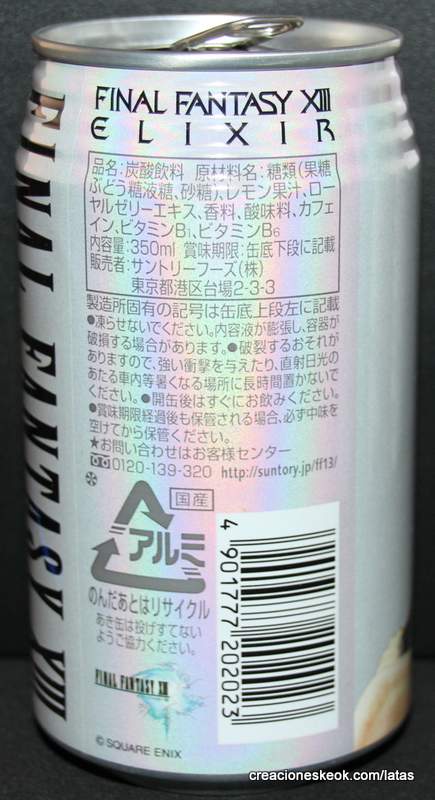 FINAL FANTASY XIII
FINAL FANTASY XIII
ELIXIR
品名:炭酸飲料 原材料名:糖類(果糖
ぶどう糖液糖、砂糖)、レモン果汁、ロー
ヤルゼリーエキス、香料、酸味料、カフェ
イン、ビタミンB₁、ビタミンB₆
内容量:350ml 賞味期限:缶底下段に記載
販売者:サントリーフーズ(株)
東京都港区台場2-3-3
製造所固有の記号は缶底上段左に記載
●凍らせないでください。内容液が膨張し、容器が
破損する場合があります。●破裂するおそれが
ありますので、強い衝撃を与えたり、直射日光の
あたる車内等暑くなる場所に長時間置かないで
ください。●開缶後はすぐにお飲みください。
●賞味期限経過後も保管される場合、必ず中味を
空けてから保管ください。
★お問い合わせはお客様センター
0120-139-320 http://suntory.jp/ff13/
国産
アルミ
のんだあとはリサイクル
あき缶は投げすてない
ようご協力ください。
4 901777 202023
FINAL FANTASY XIII
© SQUARE ENIX
creacioneskeok.com/latas